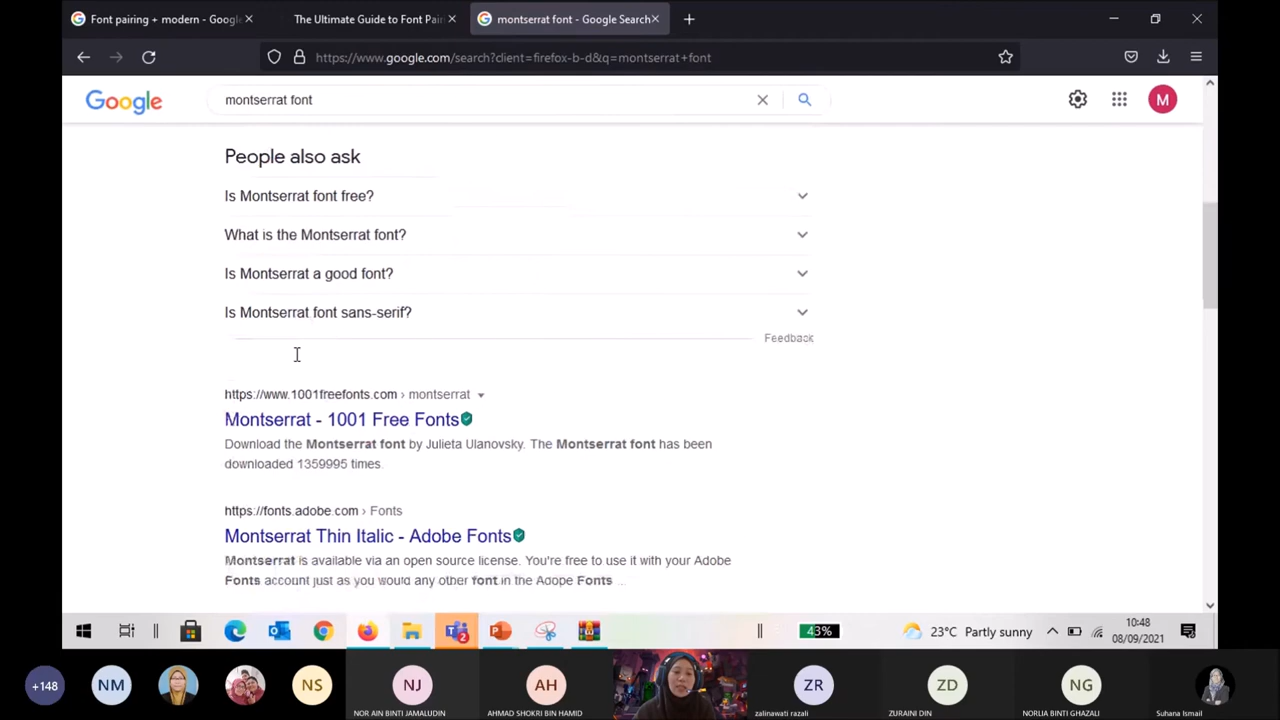 Font pairing + modern - Google
The Ultimate Guide to Font Pair
montserrat font - Google Search
https://www.google.com/search?client=firefox-b-d&q=montserrat+font
Google
montserrat font
M
People also ask
Is Montserrat font free?
What is the Montserrat font?
Is Montserrat a good font?
Is Montserrat font sans-serif?
Feedback
https://www.1001freefonts.com › montserrat
Montserrat - 1001 Free Fonts
Download the Montserrat font by Julieta Ulanovsky. The Montserrat font has been
downloaded 1359995 times.
https://fonts.adobe.com › Fonts
Montserrat Thin Italic - Adobe Fonts
Montserrat is available via an open source license. You're free to use it with your Adobe
Fonts account just as you would any other font in the Adobe Fonts ...
2
43%
23°C Partly sunny
10:48
08/09/2021
+148
NM
NS
NJ
NOR AIN BINTI JAMALUDIN
AH
AHMAD SHOKRI BIN HAMID
ZR
zalinawati razali
ZD
ZURAINI DIN
NG
NORLIA BINTI GHAZALI
Suhana Ismail